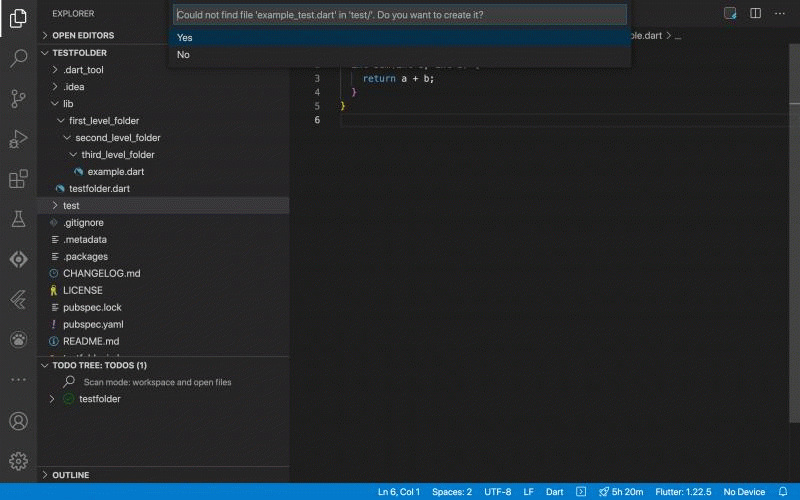 EXPLORER
Could not find file 'example_test.dart' in 'test/'. Do you want to create it?
Yes
No
OPEN EDITORS
TESTFOLDER
.dart_tool
.idea
lib
first_level_folder
second_level_folder
third_level_folder
example.dart
testfolder.dart
test
.gitignore
.metadata
.packages
CHANGELOG.md
LICENSE
pubspec.lock
pubspec.yaml
README.md
TODO TREE: TODOS (1)
Scan mode: workspace and open files
testfolder
OUTLINE
ple.dart > ...
3 return a + b;
4 }
5 }
6
Ln 6, Col 1 Spaces: 2 UTF-8 LF Dart 5h 20m Flutter: 1.22.5 No Device